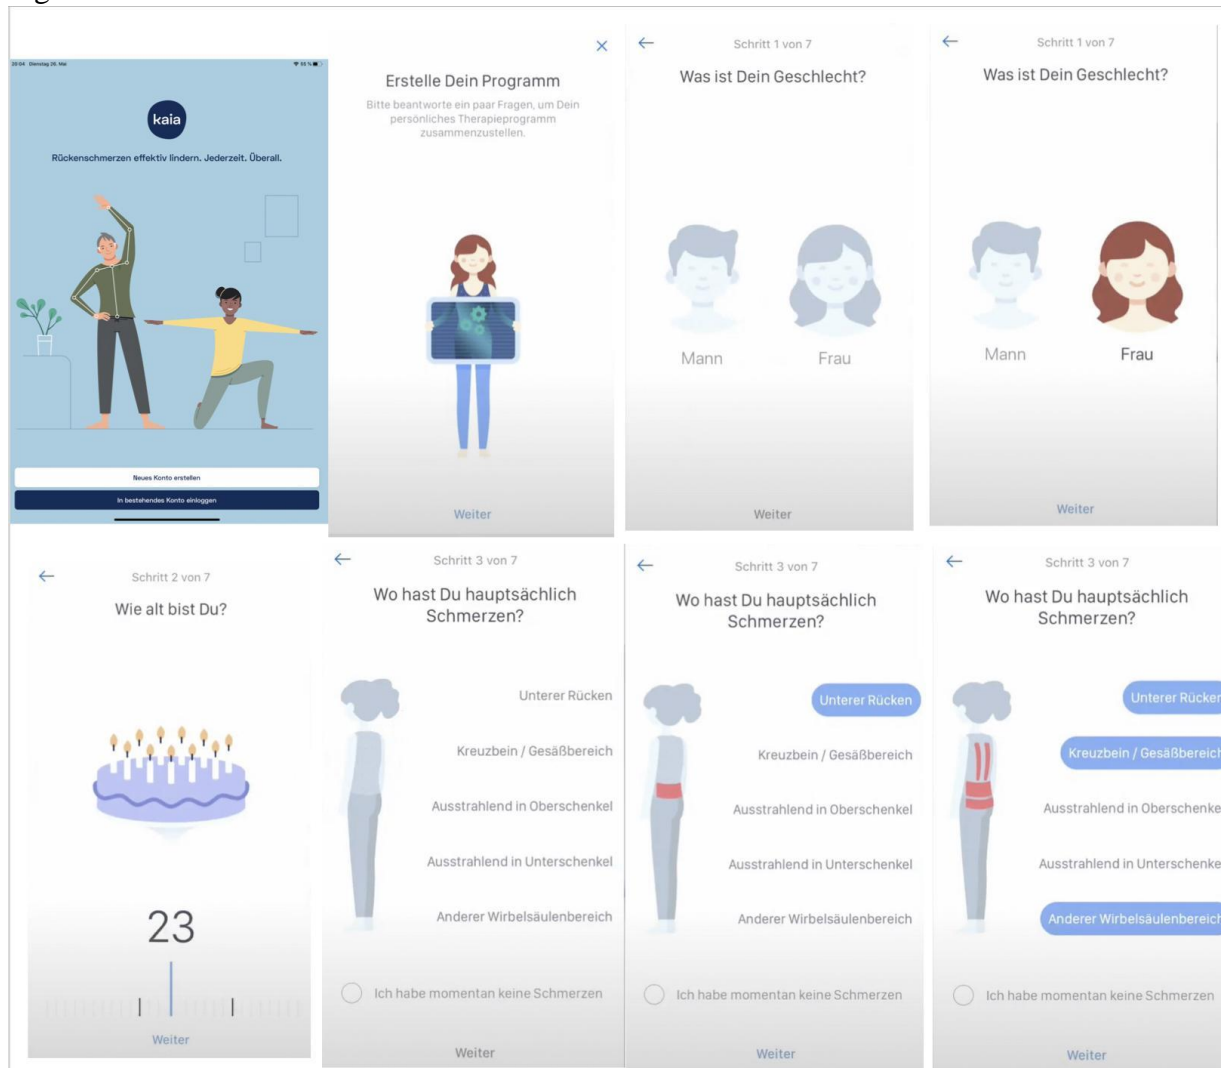 20:04 Dienstag 26. Mai
95 %
kaia
Rückenschmerzen effektiv lindern. Jederzeit. Überall.
Neues Konto erstellen
In bestehendes Konto einloggen
Erstelle Dein Programm
Bitte beantworte ein paar Fragen, um Dein
persönliches Therapieprogramm
zusammenzustellen.
Weiter
Schritt 1 von 7
Was ist Dein Geschlecht?
Mann
Frau
Weiter
Schritt 1 von 7
Was ist Dein Geschlecht?
Mann
Frau
Weiter
Schritt 2 von 7
Wie alt bist Du?
23
Weiter
Schritt 3 von 7
Wo hast Du hauptsächlich
Schmerzen?
Unterer Rücken
Kreuzbein / Gesäßbereich
Ausstrahlend in Oberschenkel
Ausstrahlend in Unterschenkel
Anderer Wirbelsäulenbereich
Ich habe momentan keine Schmerzen
Weiter
Schritt 3 von 7
Wo hast Du hauptsächlich
Schmerzen?
Unterer Rücken
Kreuzbein / Gesäßbereich
Ausstrahlend in Oberschenkel
Ausstrahlend in Unterschenkel
Anderer Wirbelsäulenbereich
Ich habe momentan keine Schmerzen
Weiter
Schritt 3 von 7
Wo hast Du hauptsächlich
Schmerzen?
Unterer Rücken
Kreuzbein / Gesäßbereich
Ausstrahlend in Oberschenke
Ausstrahlend in Unterschenke
Anderer Wirbelsäulenbereich
Ich habe momentan keine Schmerzen
Weiter